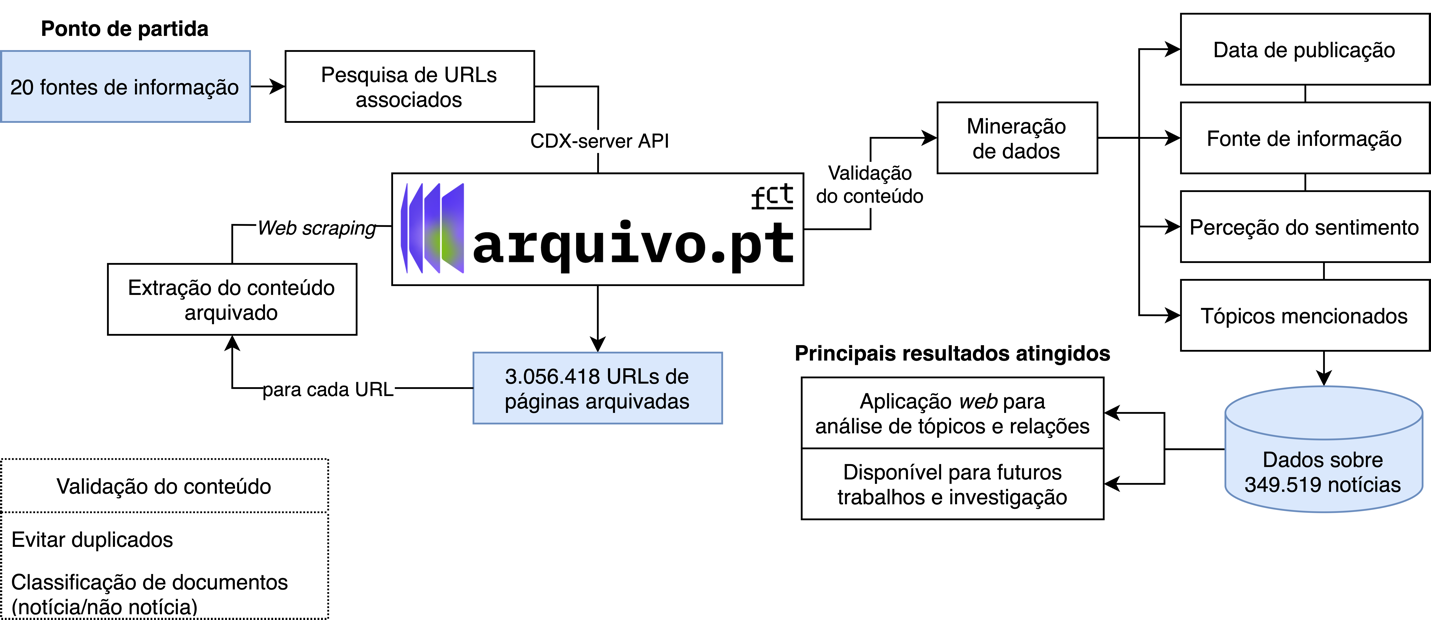 Ponto de partida
20 fontes de informação
Pesquisa de URLs
associados
CDX-server API
fct
arquivo.pt
Web scraping
Extração do conteúdo
arquivado
para cada URL
3.056.418 URLs de
páginas arquivadas
Validação
do conteúdo
Mineração
de dados
Data de publicação
Fonte de informação
Perceção do sentimento
Tópicos mencionados
Dados sobre
349.519 notícias
Principais resultados atingidos
Aplicação web para
análise de tópicos e relações
Disponível para futuros
trabalhos e investigação
Validação do conteúdo
Evitar duplicados
Classificação de documentos
(notícia/não notícia)